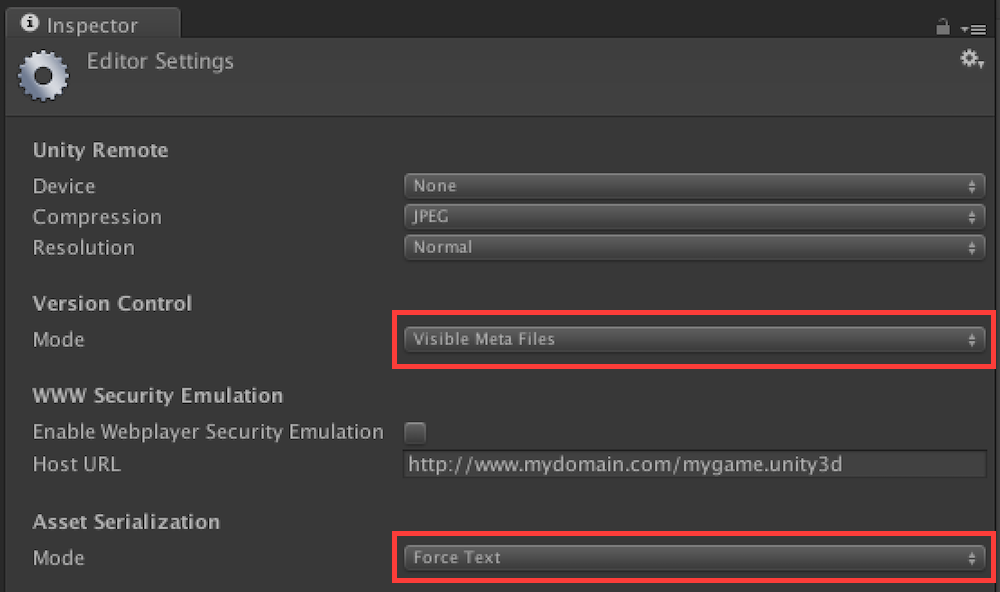 Inspector
Editor Settings
Unity Remote
Device None
Compression JPEG
Resolution Normal
Version Control
Mode Visible Meta Files
WWW Security Emulation
Enable Webplayer Security Emulation
Host URL http://www.mydomain.com/mygame.unity3d
Asset Serialization
Mode Force Text